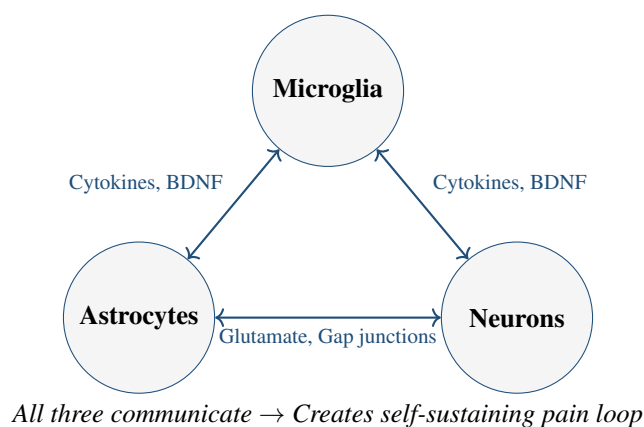 Microglia
Cytokines, BDNF
Cytokines, BDNF
Astrocytes
Neurons
Glutamate, Gap junctions
All three communicate → Creates self-sustaining pain loop